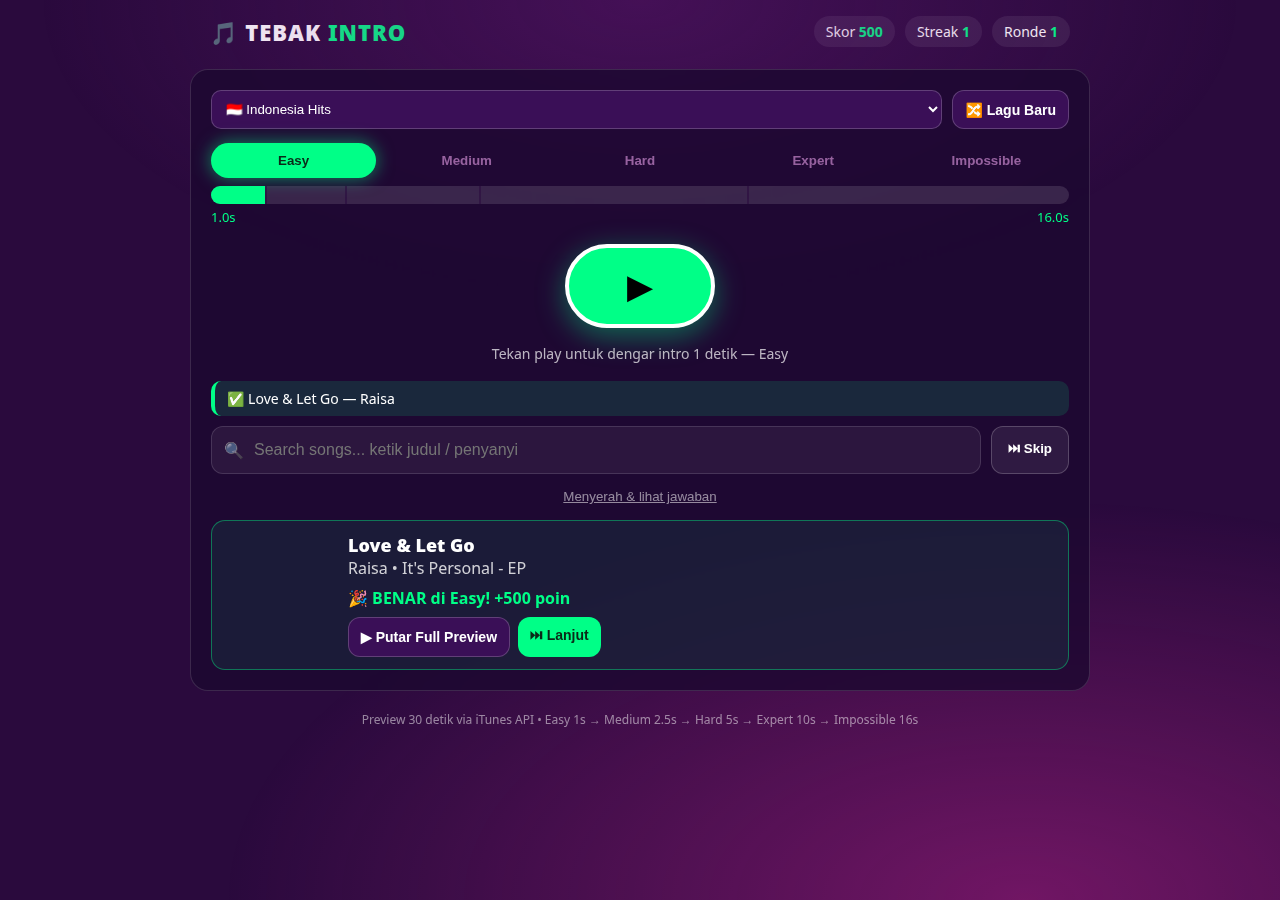 🎵 TEBAK INTRO
Skor 500
Streak 1
Ronde 1
🇮🇩 Indonesia Hits
🔀 Lagu Baru
Easy
Medium
Hard
Expert
Impossible
1.0s
16.0s
▶
Tekan play untuk dengar intro 1 detik — Easy
✅ Love & Let Go — Raisa
🔍 Search songs... ketik judul / penyanyi
⏭ Skip
Menyerah & lihat jawaban
Love & Let Go
Raisa • It's Personal - EP
🎉 BENAR di Easy! +500 poin
▶ Putar Full Preview
⏭ Lanjut
Preview 30 detik via iTunes API • Easy 1s → Medium 2.5s → Hard 5s → Expert 10s → Impossible 16s